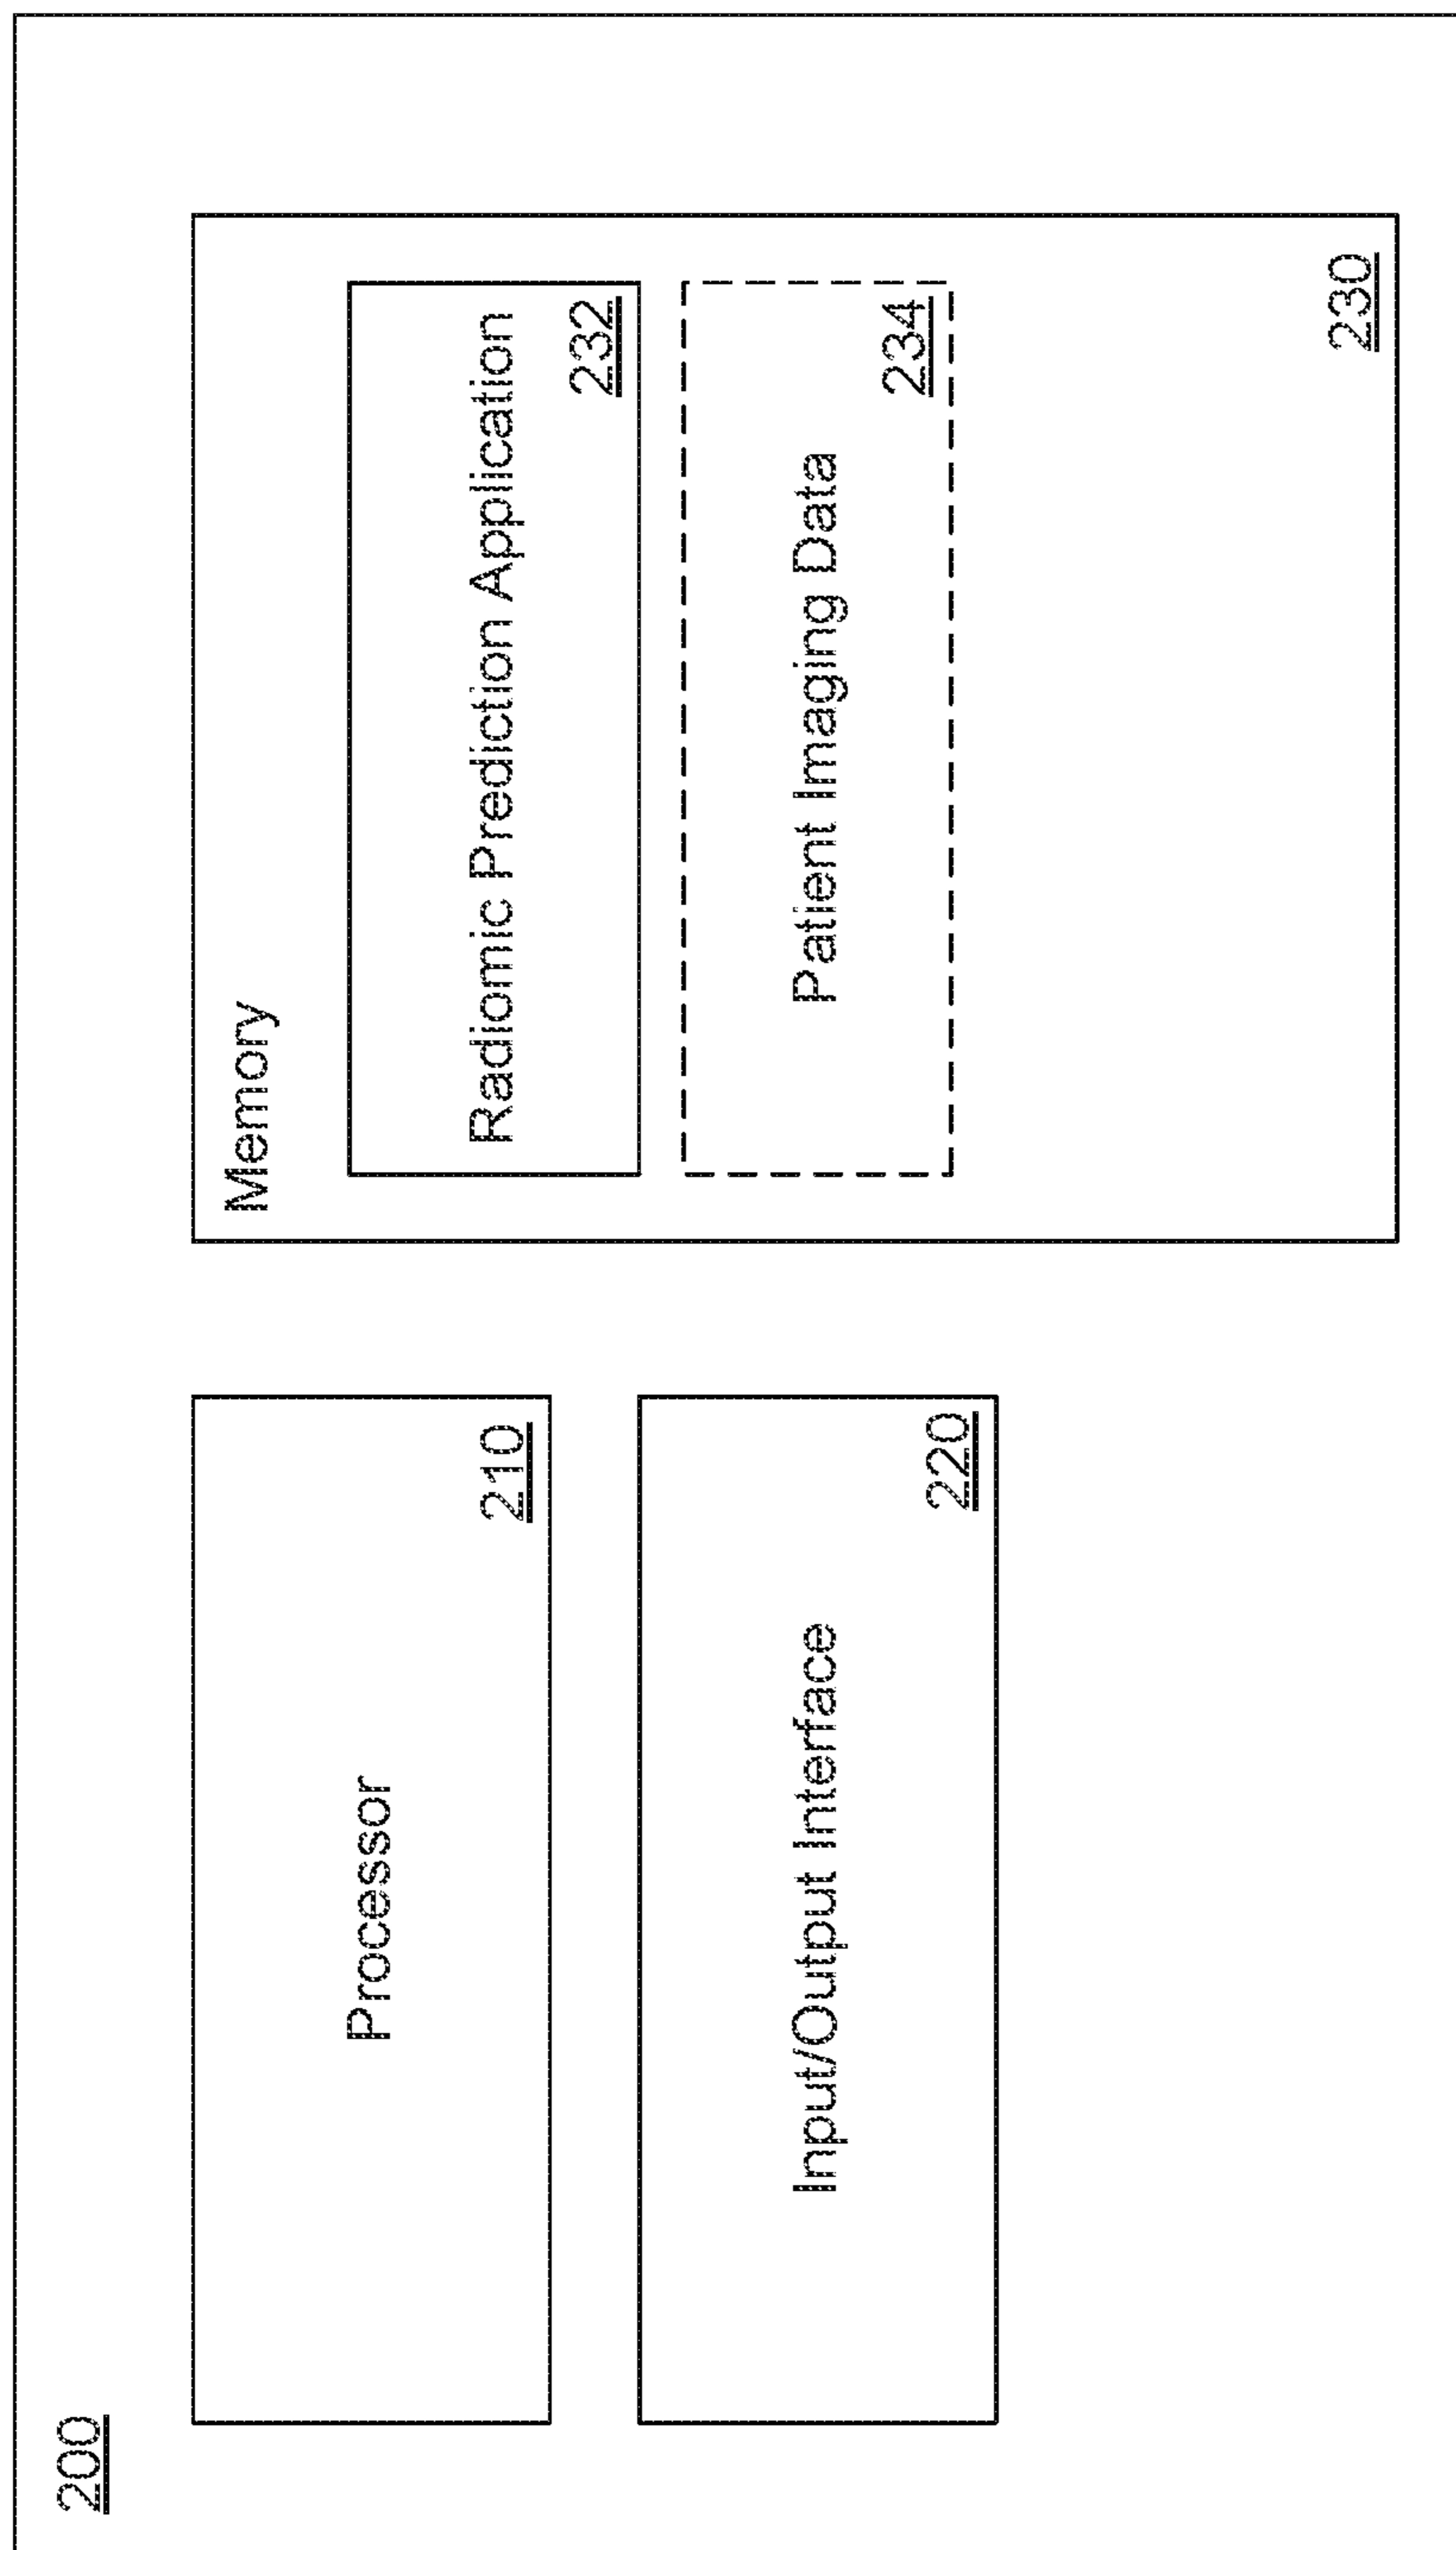 200
Processor
210
Input/Output Interface
220
Memory
Radiomic Prediction Application
232
Patient Imaging Data
234
230